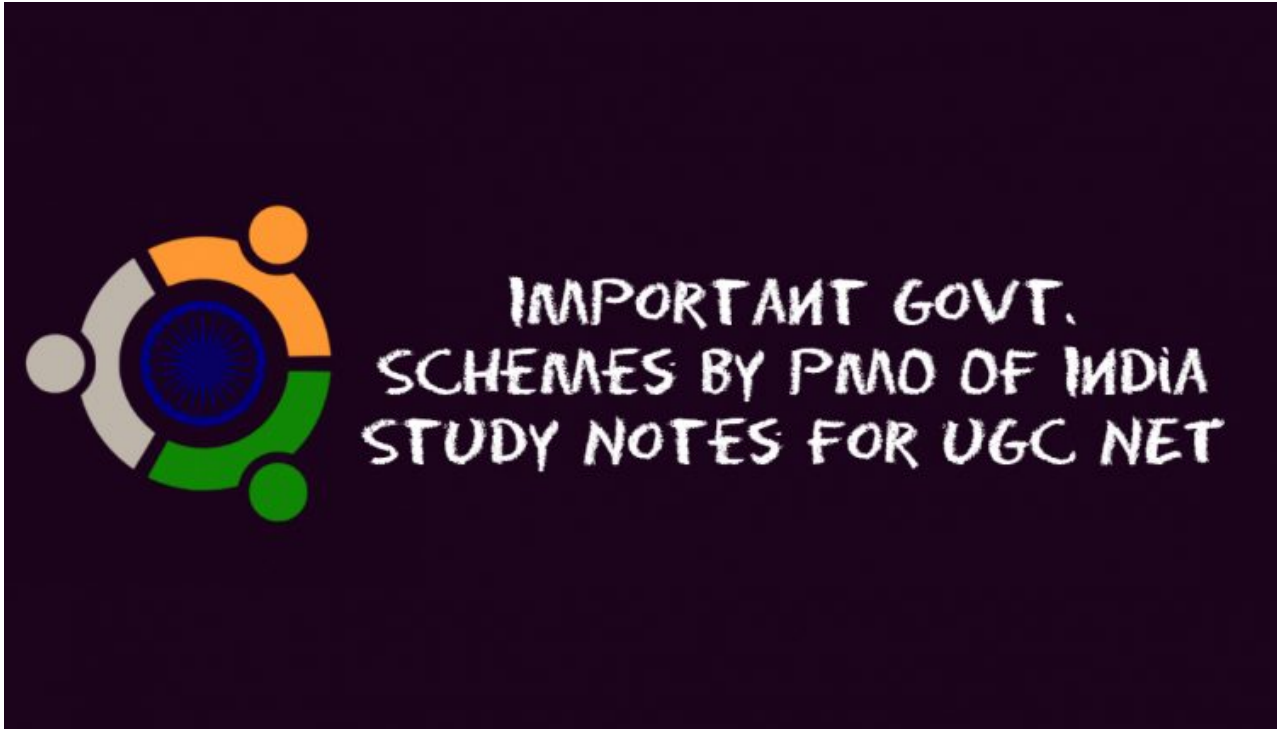 IMPORTANT GOVT.
SCHEMES BY PMO OF INDIA
STUDY NOTES FOR UGC NET